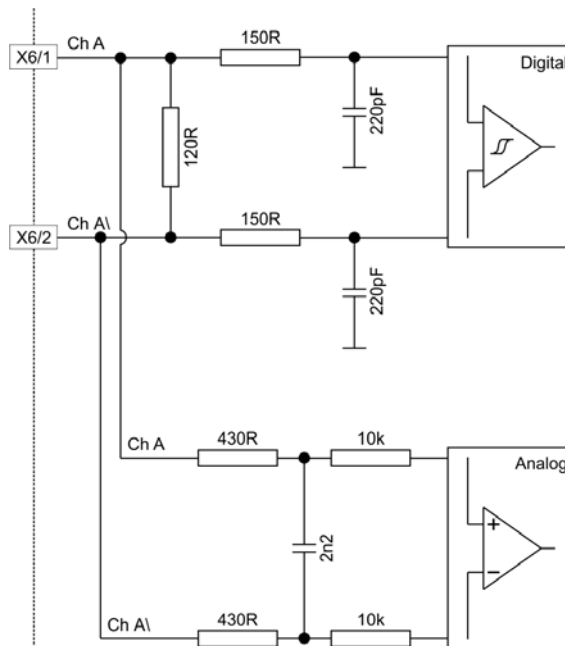 X6/1
Ch A
150R
Digital
220pF
120R
X6/2
Ch A\
150R
220pF
Ch A
430R
10k
Analog
+
2n2
−
Ch A\
430R
10k